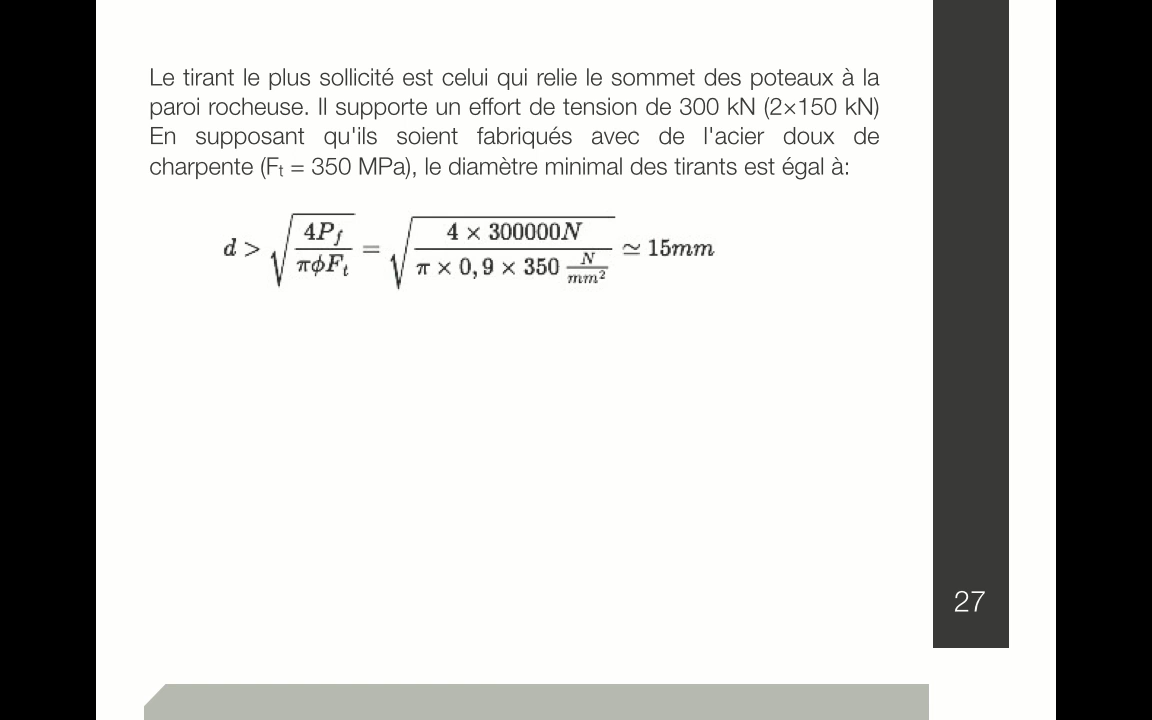 Le tirant le plus sollicité est celui qui relie le sommet des poteaux à la
paroi rocheuse. Il supporte un effort de tension de 300 kN (2×150 kN)
En supposant qu'ils soient fabriqués avec de l'acier doux de
charpente (Fₜ = 350 MPa), le diamètre minimal des tirants est égal à:
d > √(4P_f / πϕF_t) = √(4 × 300000N / π × 0,9 × 350 N/mm²) ≃ 15mm
27